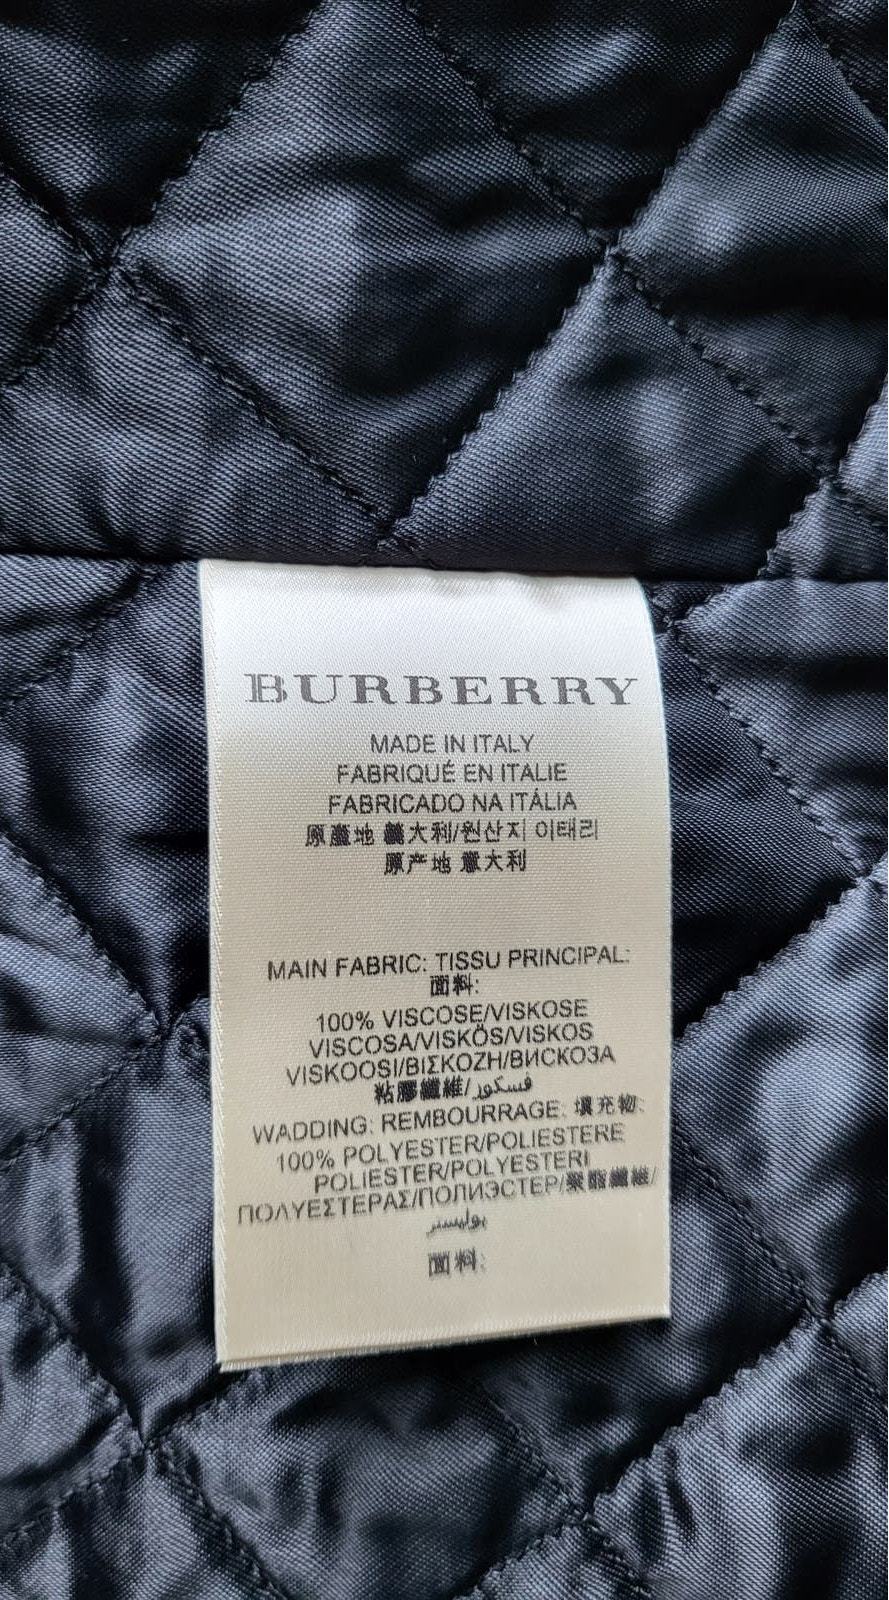 BURBERRY
MADE IN ITALY
FABRIQUÉ EN ITALIE
FABRICADO NA ITÁLIA
原產地 義大利/원산지 이태리
原产地 意大利
MAIN FABRIC: TISSU PRINCIPAL:
面料:
100% VISCOSE/VISKOSE
VISCOSA/VISKÖS/VISKOS
VISKOOSI/ΒΙΣΚΟΖΗ/ВИСКОЗА
粘膠纖維/فسكوز
WADDING: REMBOURRAGE: 填充物:
100% POLYESTER/POLIESTERE
POLIESTER/POLYESTERI
ΠΟΛΥΕΣΤΕΡΑΣ/ПОЛИЭСТЕР/聚酯纖維/
بوليستر
面料: